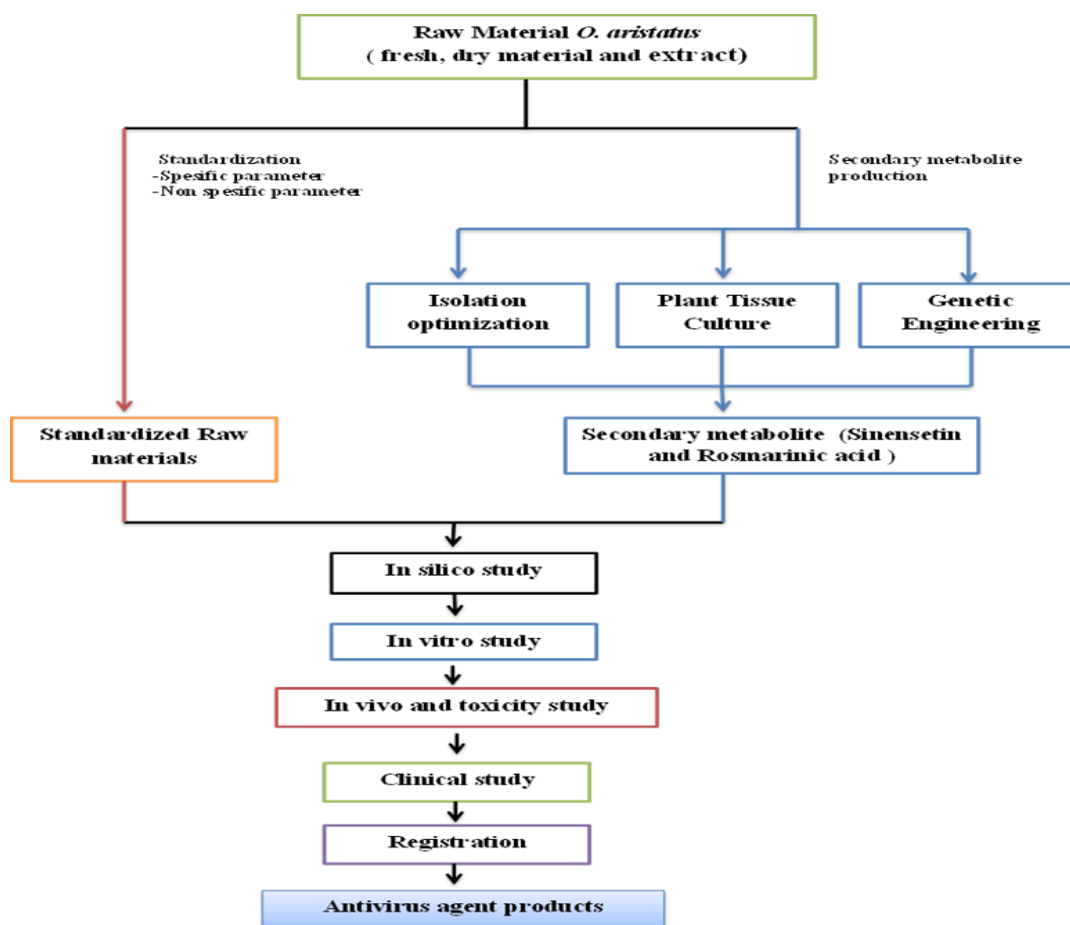 Raw Material O. aristatus
( fresh, dry material and extract)
Standardization
-Spesific parameter
-Non spesific parameter
Secondary metabolite
production
Isolation
optimization
Plant Tissue
Culture
Genetic
Engineering
Standardized Raw
materials
Secondary metabolite (Sinensetin
and Rosmarinic acid )
In silico study
In vitro study
In vivo and toxicity study
Clinical study
Registration
Antivirus agent products